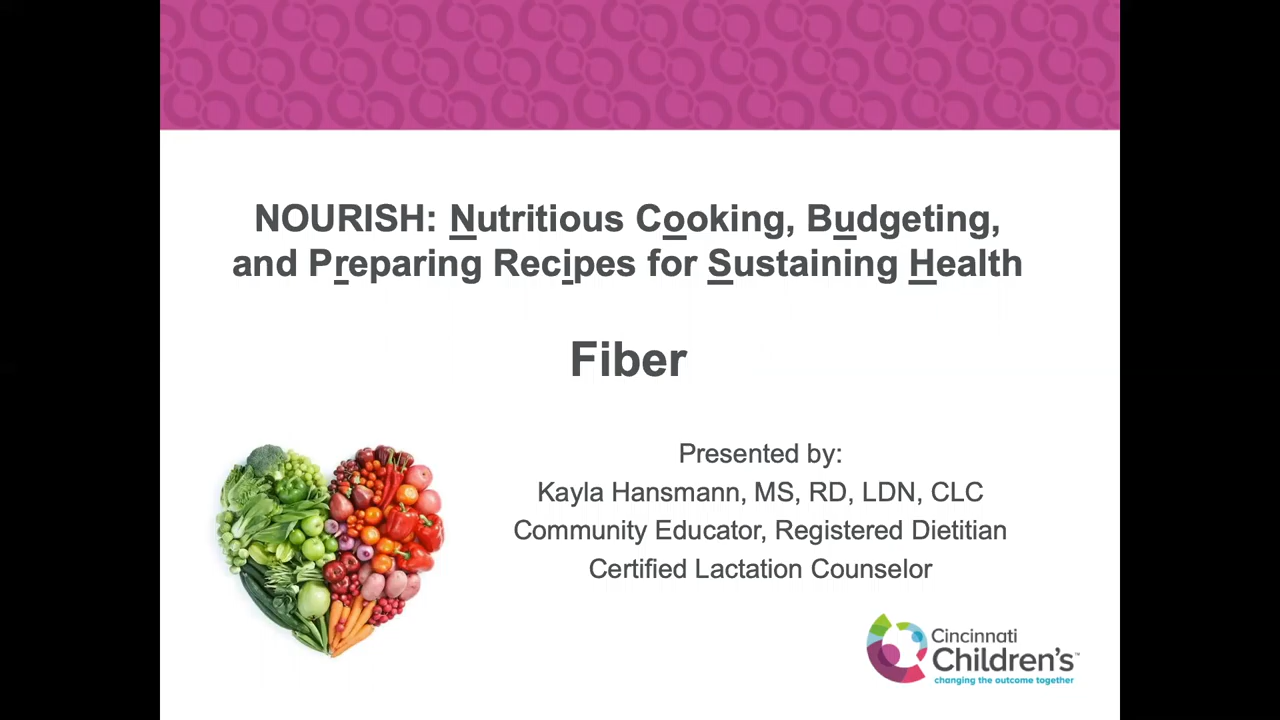 NOURISH: Nutritious Cooking, Budgeting,
and Preparing Recipes for Sustaining Health
Fiber
Presented by:
Kayla Hansmann, MS, RD, LDN, CLC
Community Educator, Registered Dietitian
Certified Lactation Counselor
Cincinnati
Children's™
changing the outcome together